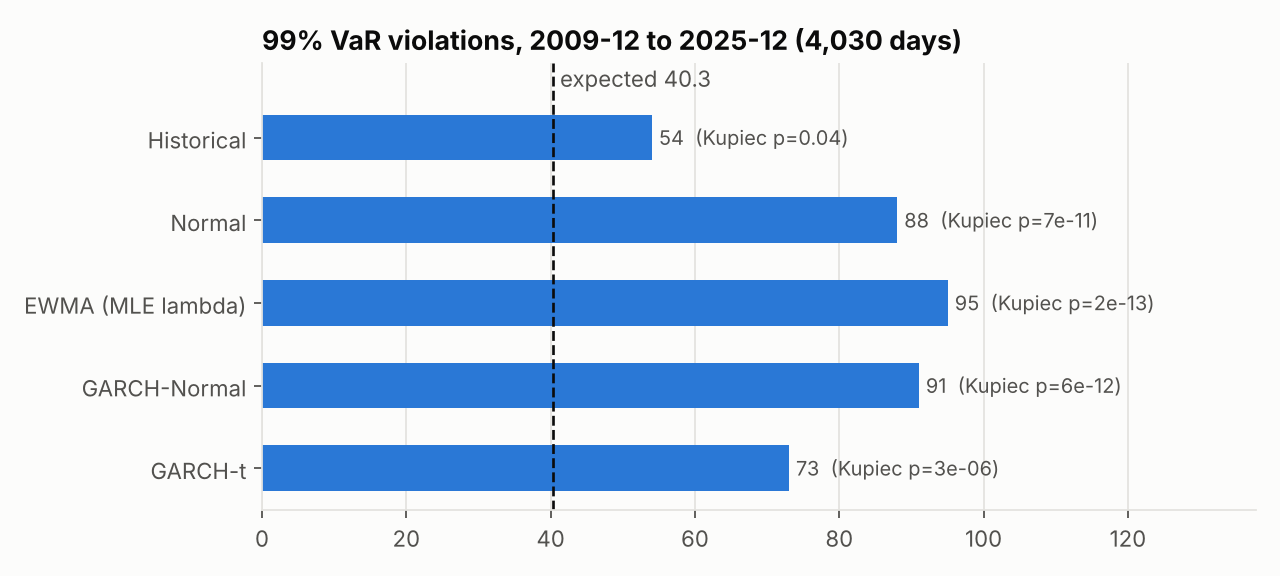 99% VaR violations, 2009-12 to 2025-12 (4,030 days)
expected 40.3
Historical
54 (Kupiec p=0.04)
Normal
88 (Kupiec p=7e-11)
EWMA (MLE lambda)
95 (Kupiec p=2e-13)
GARCH-Normal
91 (Kupiec p=6e-12)
GARCH-t
73 (Kupiec p=3e-06)
0 20 40 60 80 100 120